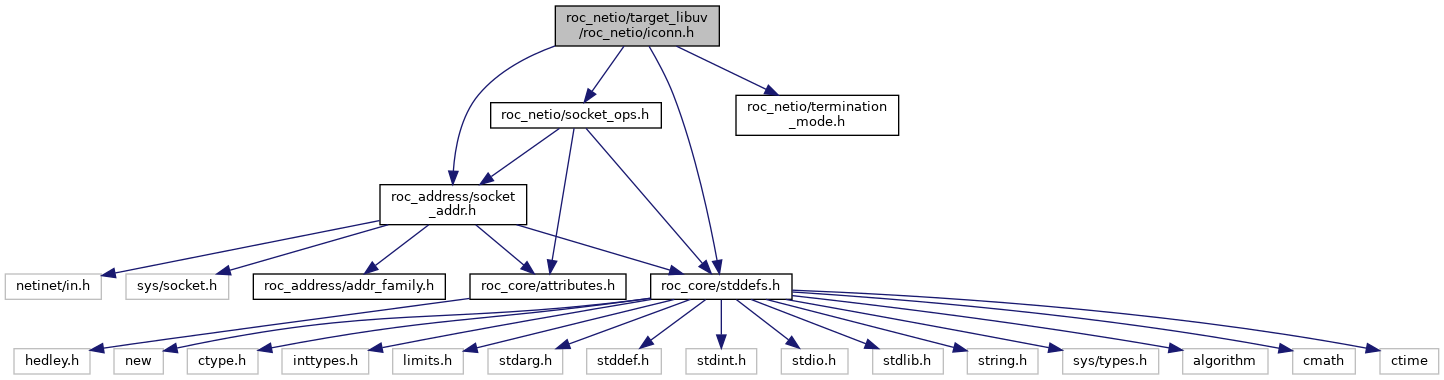 roc_netio/target_libuv
/roc_netio/iconn.h
roc_netio/termination
_mode.h
roc_netio/socket_ops.h
roc_address/socket
_addr.h
netinet/in.h
sys/socket.h
roc_address/addr_family.h
roc_core/attributes.h
roc_core/stddefs.h
hedley.h
new
ctype.h
inttypes.h
limits.h
stdarg.h
stddef.h
stdint.h
stdio.h
stdlib.h
string.h
sys/types.h
algorithm
cmath
ctime